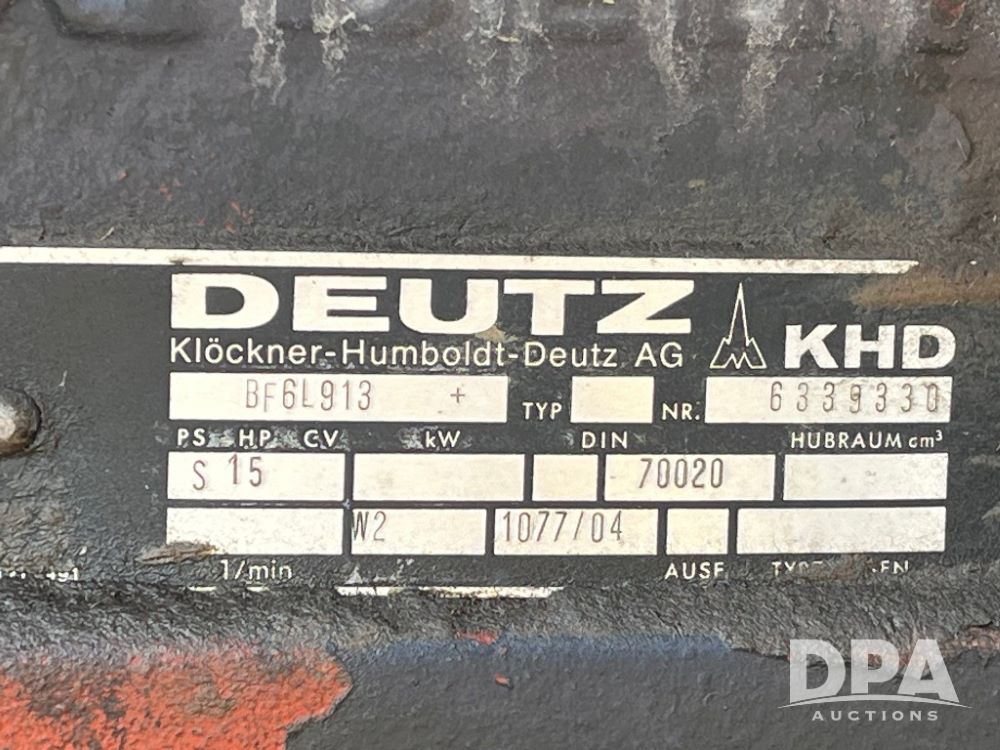 DEUTZ
Klöckner-Humboldt-Deutz AG KHD
BF6L913 + TYP NR. 6339330
PS HP CV kW DIN HUBRAUM cm³
S 15 70020
W2 1077/04
1/min AUSF
DPA
AUCTIONS